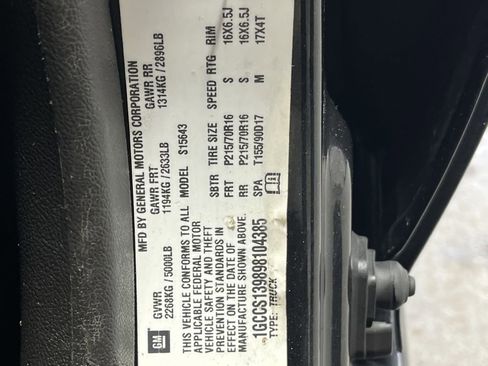 GM
MFD BY GENERAL MOTORS CORPORATION
GVWR GAWR FRT GAWR RR
2268KG / 5000LB 1194KG / 2633LB 1314KG / 2896LB
THIS VEHICLE CONFORMS TO ALL
APPLICABLE FEDERAL MOTOR
VEHICLE SAFETY AND THEFT
PREVENTION STANDARDS IN
EFFECT ON THE DATE OF
MANUFACTURE SHOWN ABOVE.
1GCCS139898104385
TYPE: TRUCK
MODEL S15643
SBTR TIRE SIZE SPEED RTG RIM
FRT P215/70R16 S 16X6.5J
RR P215/70R16 S 16X6.5J
SPA T155/90D17 M 17X4T